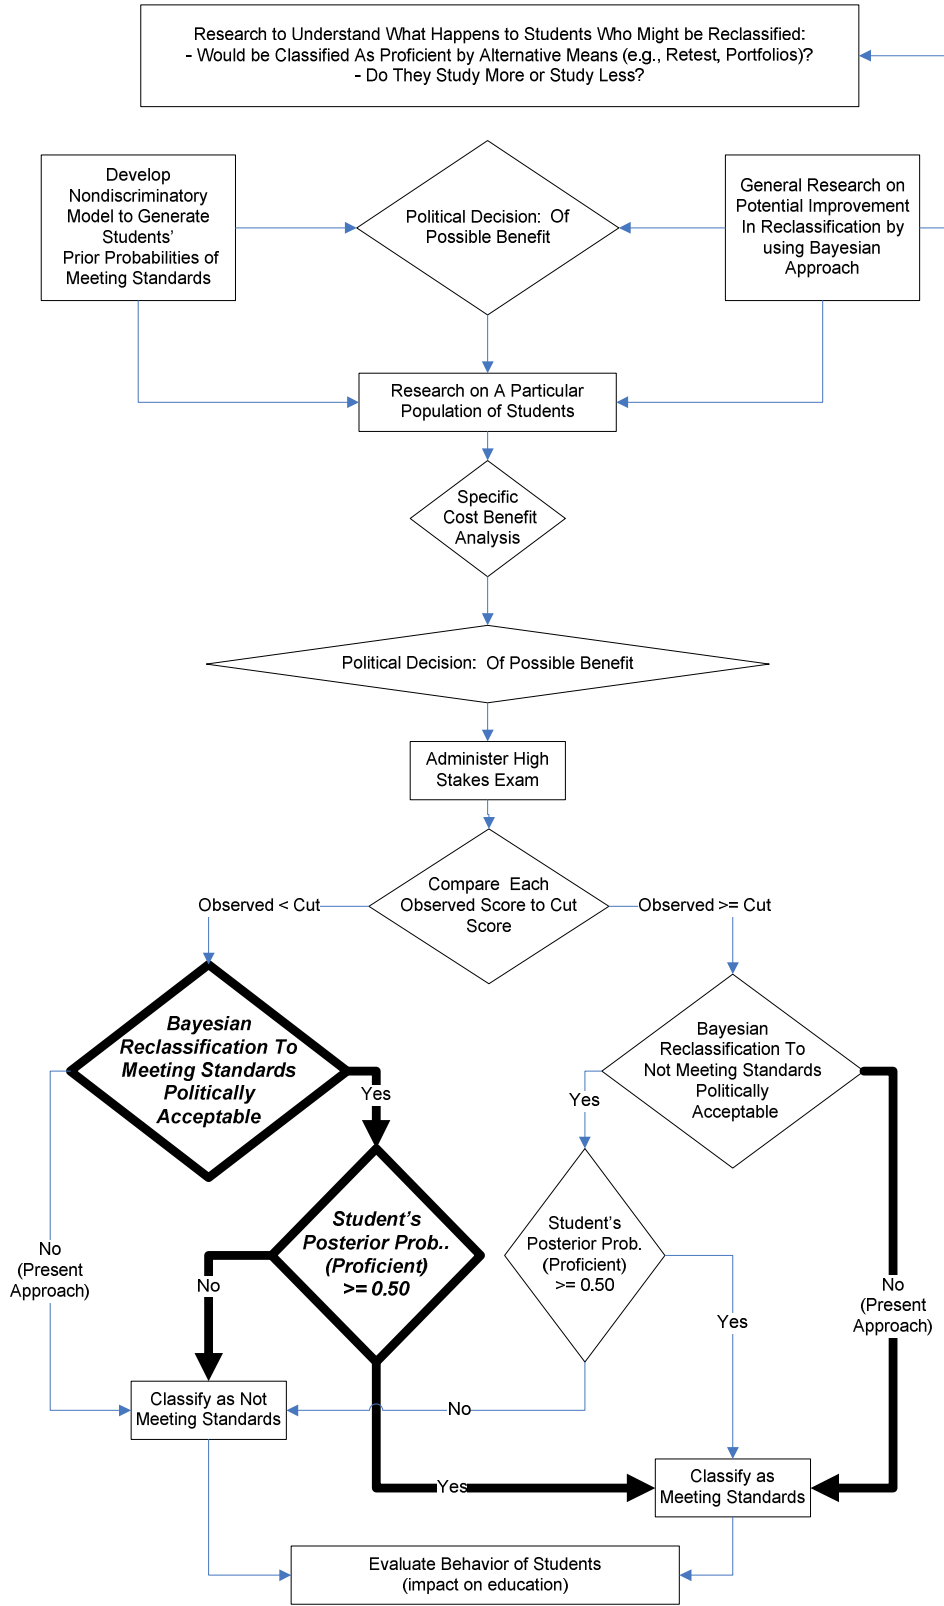 Research to Understand What Happens to Students Who Might be Reclassified:
- Would be Classified As Proficient by Alternative Means (e.g., Retest, Portfolios)?
- Do They Study More or Study Less?
Develop
Nondiscriminatory
Model to Generate
Students’
Prior Probabilities of
Meeting Standards
Political Decision: Of
Possible Benefit
General Research on
Potential Improvement
In Reclassification by
using Bayesian
Approach
Research on A Particular
Population of Students
Specific
Cost Benefit
Analysis
Political Decision: Of Possible Benefit
Administer High
Stakes Exam
Compare Each
Observed Score to Cut
Score
Observed < Cut
Observed >= Cut
Bayesian
Reclassification To
Meeting Standards
Politically
Acceptable
Bayesian
Reclassification To
Not Meeting Standards
Politically
Acceptable
Yes
Yes
Student’s
Posterior Prob..
(Proficient)
>= 0.50
Student’s
Posterior Prob.
(Proficient)
>= 0.50
No
(Present
Approach)
No
Yes
No
(Present
Approach)
Classify as Not
Meeting Standards
No
Yes
Classify as
Meeting Standards
Evaluate Behavior of Students
(impact on education)